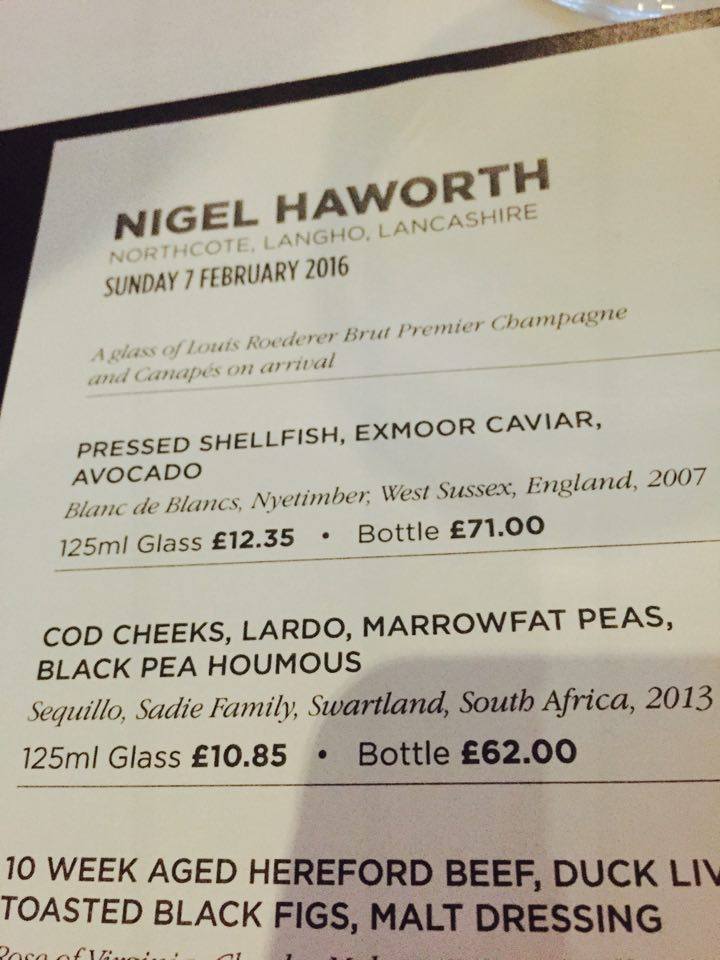 NIGEL HAWORTH
NORTHCOTE, LANGHO, LANCASHIRE
SUNDAY 7 FEBRUARY 2016
A glass of Louis Roederer Brut Premier Champagne
and Canapés on arrival
PRESSED SHELLFISH, EXMOOR CAVIAR,
AVOCADO
Blanc de Blancs, Nyetimber, West Sussex, England, 2007
125ml Glass £12.35 • Bottle £71.00
COD CHEEKS, LARDO, MARROWFAT PEAS,
BLACK PEA HOUMOUS
Sequillo, Sadie Family, Swartland, South Africa, 2013
125ml Glass £10.85 • Bottle £62.00
10 WEEK AGED HEREFORD BEEF, DUCK LIV
TOASTED BLACK FIGS, MALT DRESSING
Rose of Virginia,